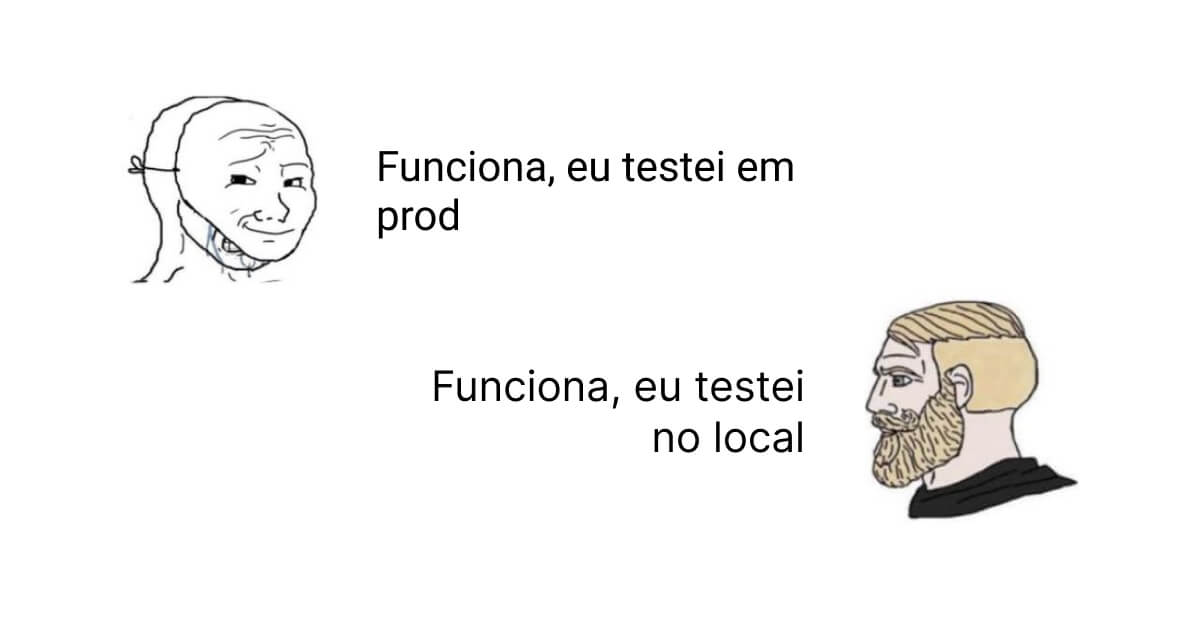 Funciona, eu testei em
prod
Funciona, eu testei
no local